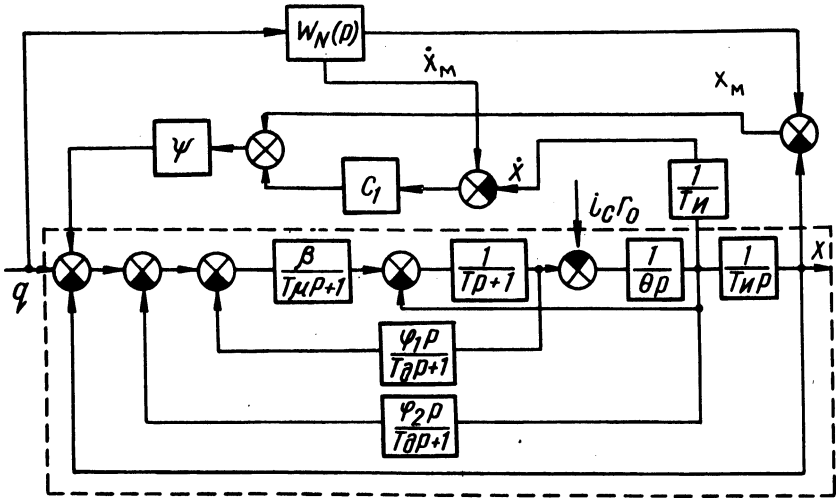 W_N(p)
ẋ_м
x_м
ψ
C_1
ẋ
1/T_и
i_c r_0
q
β/(T_μ p+1)
1/(Tp+1)
1/(θp)
1/(T_и p)
x
φ_1 p/(T_∂ p+1)
φ_2 p/(T_∂ p+1)